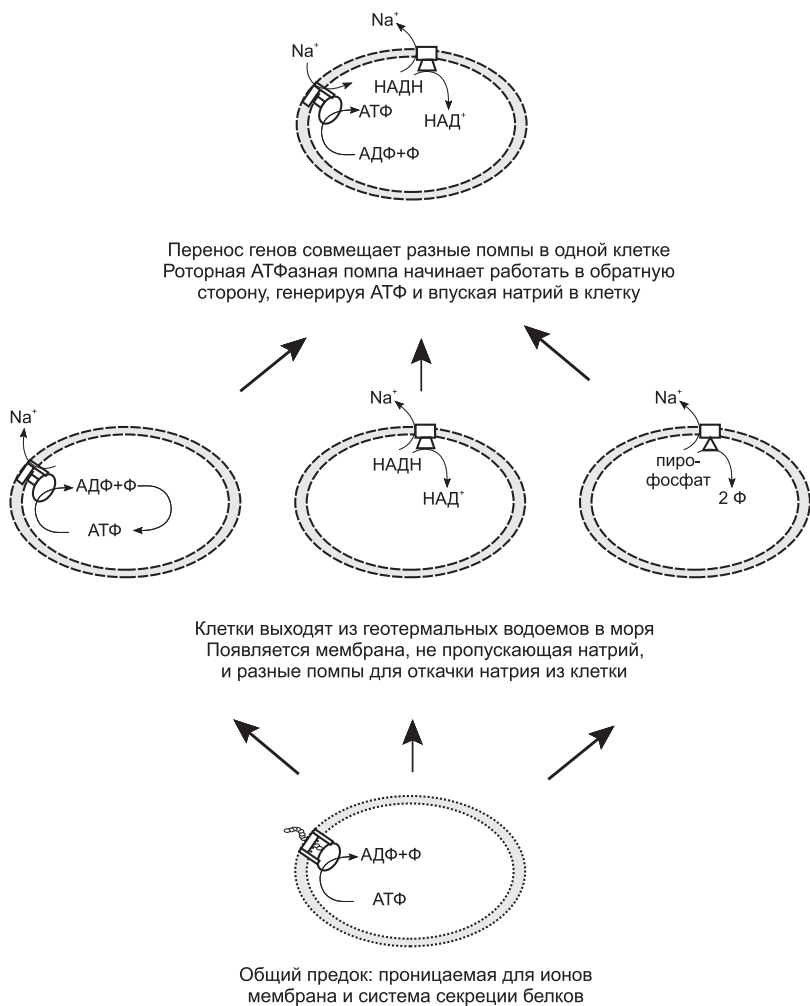 Na⁺
Na⁺
НАДН
АТФ
НАД⁺
АДФ+Ф
Перенос генов совмещает разные помпы в одной клетке
Роторная АТФазная помпа начинает работать в обратную
сторону, генерируя АТФ и впуская натрий в клетку
Na⁺
АДФ+Ф
АТФ
Na⁺
НАДН
НАД⁺
Na⁺
пиро-
фосфат
2 Ф
Клетки выходят из геотермальных водоемов в моря
Появляется мембрана, не пропускающая натрий,
и разные помпы для откачки натрия из клетки
АДФ+Ф
АТФ
Общий предок: проницаемая для ионов
мембрана и система секреции белков